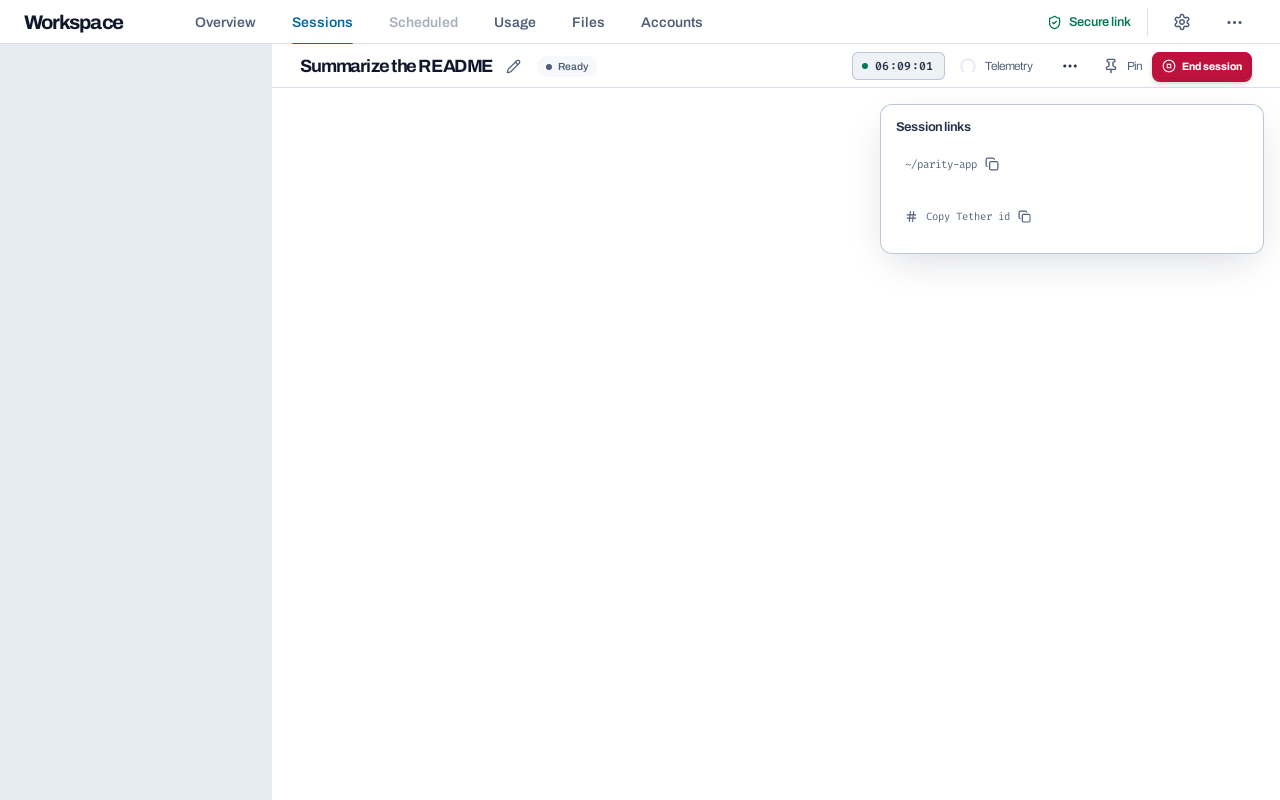 Workspace Overview Sessions Scheduled Usage Files Accounts Secure link
Summarize the README Ready 06:09:01 Telemetry Pin End session
Session links
~/parity-app
# Copy Tether id